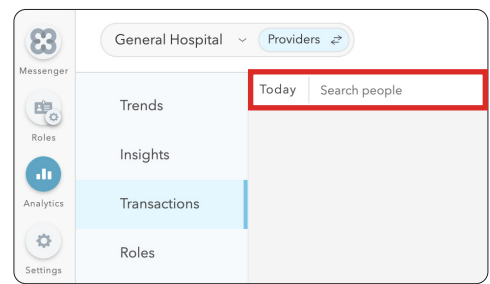 General Hospital Providers
Messenger
Today Search people
Trends
Roles
Insights
Analytics
Transactions
Roles
Settings